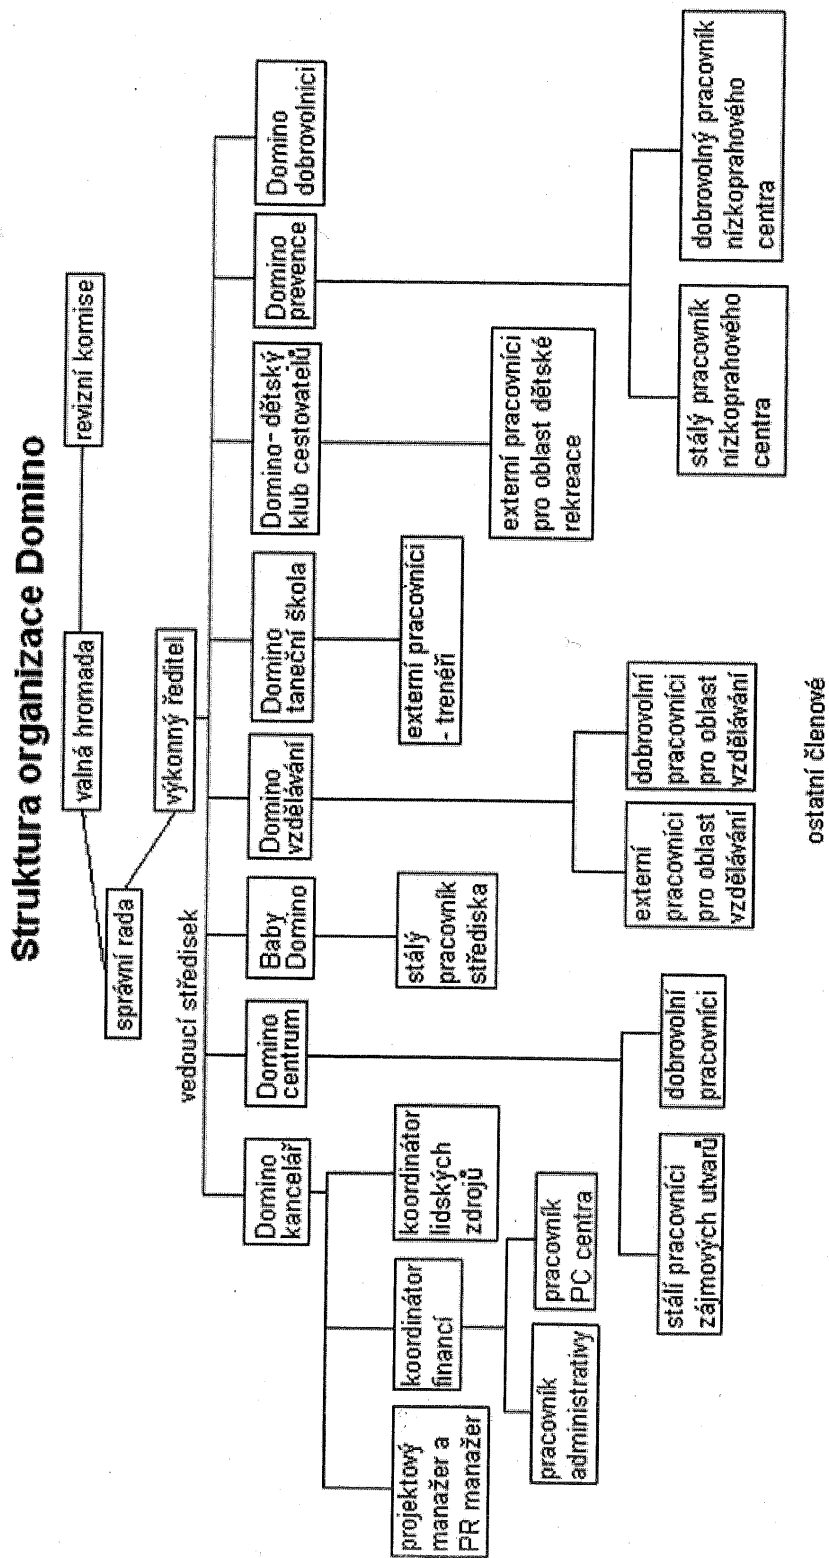 Struktura organizace Domino
valná hromada
revizní komise
správní rada
výkonný ředitel
vedoucí středisek
Domino
kancelář
Domino
centrum
Baby
Domino
Domino
vzdělávání
Domino
taneční škola
Domino- dětský
klub cestovatelů
Domino
prevence
Domino
dobrovolníci
projektový
manažer a
PR manažer
koordinátor
financí
koordinátor
lidských
zdrojů
stálý
pracovník
střediska
externí pracovníci
- trenéři
externí pracovníci
pro oblast dětské
rekreace
pracovník
administrativy
pracovník
PC centra
stálí pracovníci
zájmových utvarů
dobrovolní
pracovníci
externí
pracovníci
pro oblast
vzdělávání
dobrovolní
pracovníci
pro oblast
vzdělávání
stálý pracovník
nízkoprahového
centra
dobrovolný pracovník
nízkoprahového
centra
ostatní členové